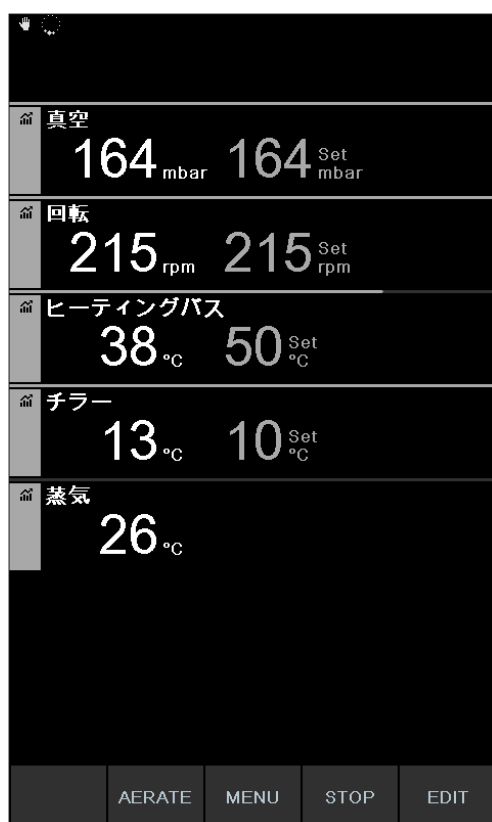 真空
164 mbar 164 Set mbar
回転
215 rpm 215 Set rpm
ヒーティングバス
38 °C 50 Set °C
チラー
13 °C 10 Set °C
蒸気
26 °C
AERATE MENU STOP EDIT